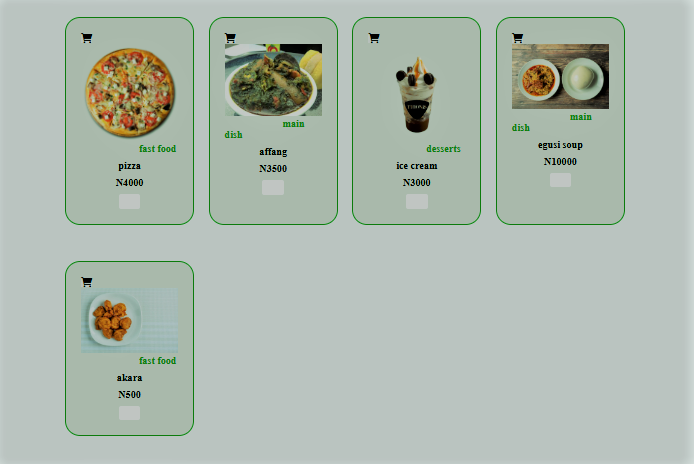 fast food
pizza
N4000
main
dish
affang
N3500
desserts
ice cream
N3000
main
dish
egusi soup
N10000
fast food
akara
N500